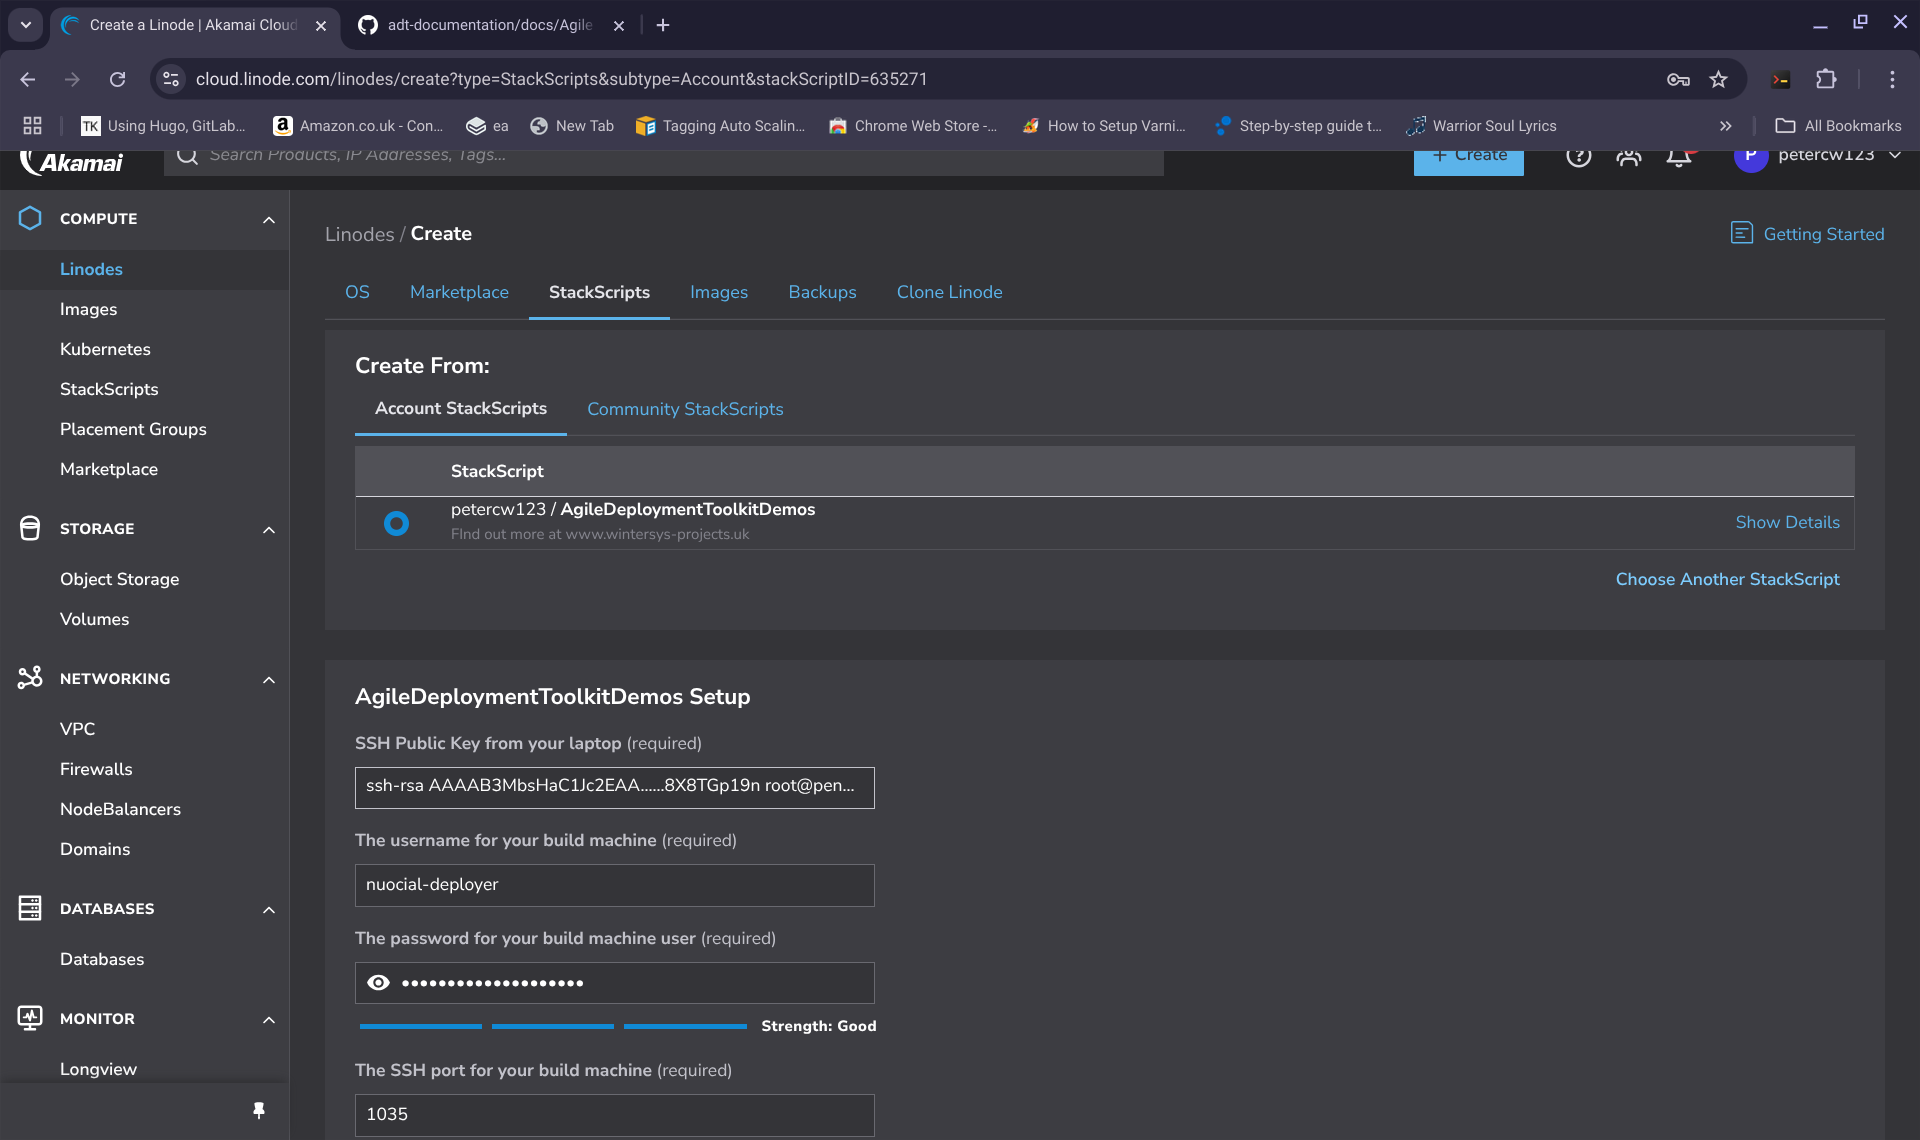 Create a Linode | Akamai Cloud
adt-documentation/docs/Agile
cloud.linode.com/linodes/create?type=StackScripts&subtype=Account&stackScriptID=635271
TK Using Hugo, GitLab...
a Amazon.co.uk - Con...
ea
New Tab
Tagging Auto Scalin...
Chrome Web Store -...
How to Setup Varni...
Step-by-step guide t...
Warrior Soul Lyrics
All Bookmarks
Akamai
Search Products, IP Addresses, Tags...
+ Create
P petercw123
COMPUTE
Linodes
Images
Kubernetes
StackScripts
Placement Groups
Marketplace
STORAGE
Object Storage
Volumes
NETWORKING
VPC
Firewalls
NodeBalancers
Domains
DATABASES
Databases
MONITOR
Longview
Linodes / Create
Getting Started
OS
Marketplace
StackScripts
Images
Backups
Clone Linode
Create From:
Account StackScripts
Community StackScripts
StackScript
petercw123 / AgileDeploymentToolkitDemos
FInd out more at www.wintersys-projects.uk
Show Details
Choose Another StackScript
AgileDeploymentToolkitDemos Setup
SSH Public Key from your laptop (required)
ssh-rsa AAAAB3MbsHaC1Jc2EAA......8X8TGp19n root@pen...
The username for your build machine (required)
nuocial-deployer
The password for your build machine user (required)
••••••••••••••••••••
Strength: Good
The SSH port for your build machine (required)
1035